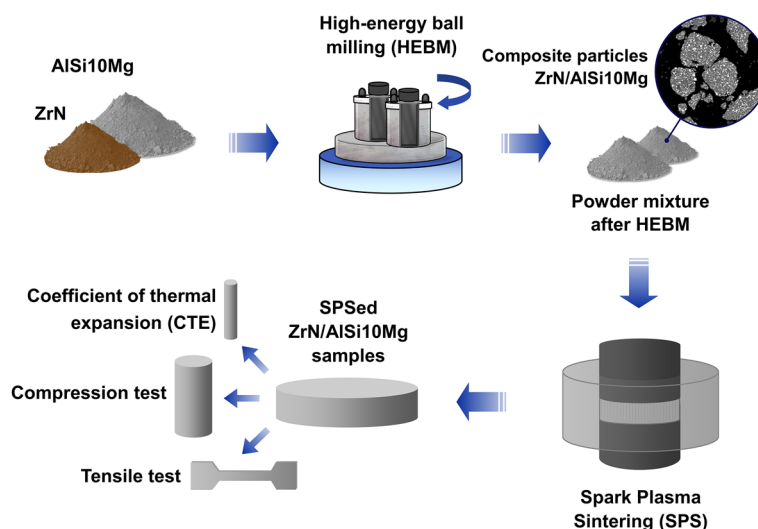 AlSi10Mg
ZrN
High-energy ball
milling (HEBM)
Composite particles
ZrN/AlSi10Mg
Powder mixture
after HEBM
Coefficient of thermal
expansion (CTE)
SPSed
ZrN/AlSi10Mg
samples
Compression test
Tensile test
Spark Plasma
Sintering (SPS)